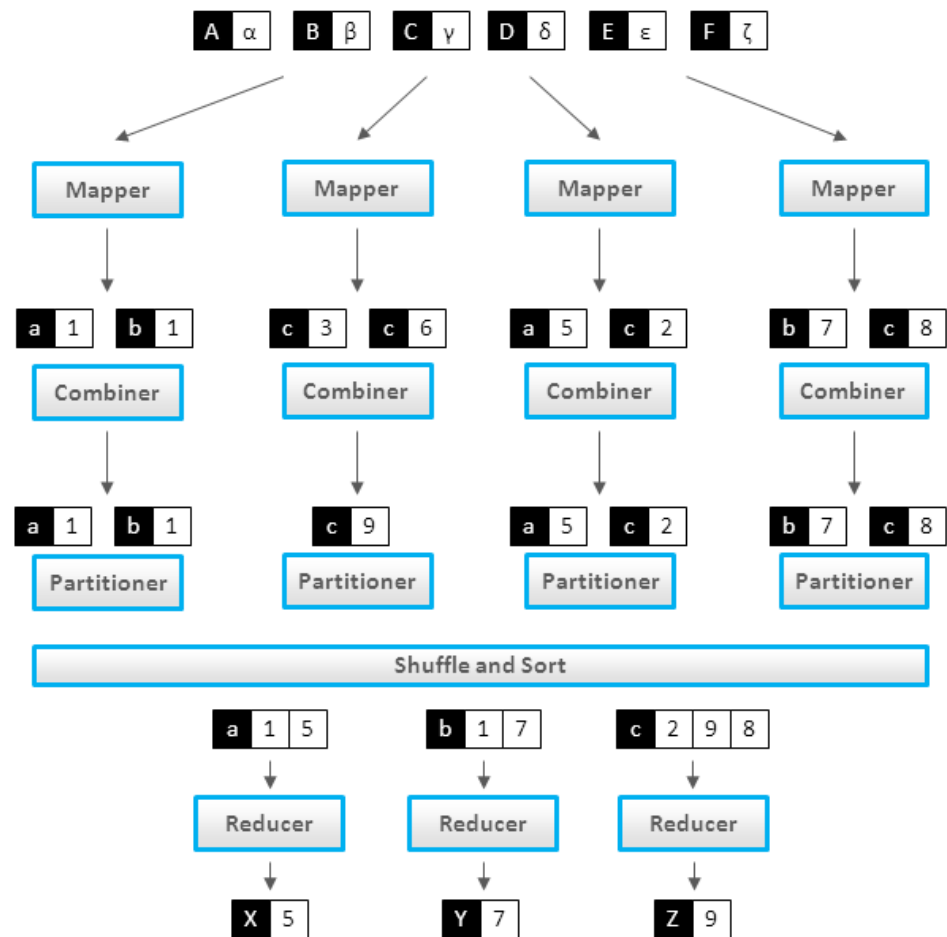 A α B β C γ D δ E ε F ζ
Mapper Mapper Mapper Mapper
a 1 b 1 c 3 c 6 a 5 c 2 b 7 c 8
Combiner Combiner Combiner Combiner
a 1 b 1 c 9 a 5 c 2 b 7 c 8
Partitioner Partitioner Partitioner Partitioner
Shuffle and Sort
a 1 5 b 1 7 c 2 9 8
Reducer Reducer Reducer
X 5 Y 7 Z 9